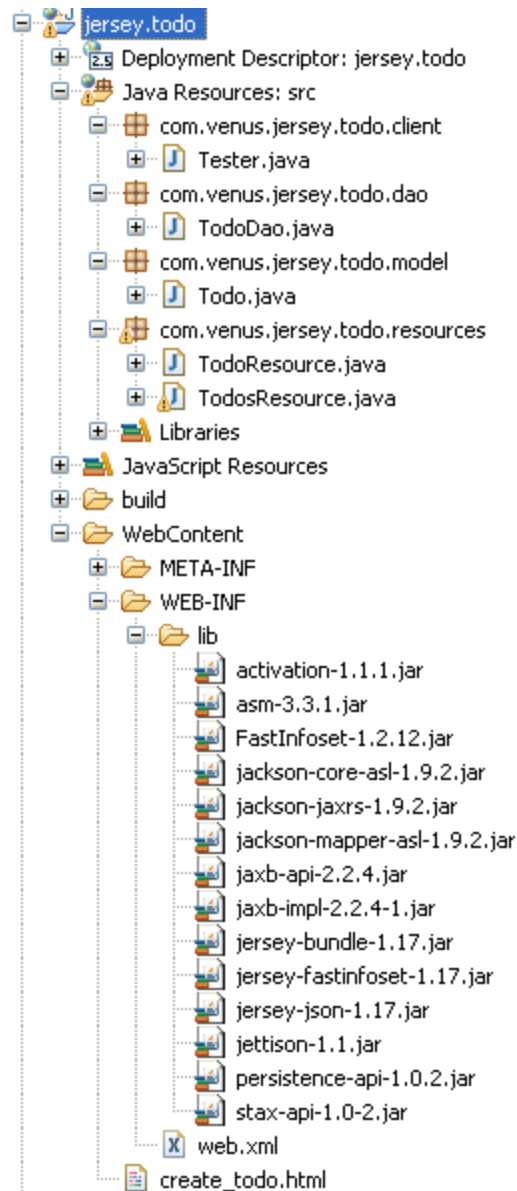 jersey.todo
2.5 Deployment Descriptor: jersey.todo
Java Resources: src
com.venus.jersey.todo.client
J Tester.java
com.venus.jersey.todo.dao
J TodoDao.java
com.venus.jersey.todo.model
J Todo.java
com.venus.jersey.todo.resources
J TodoResource.java
J TodosResource.java
Libraries
JavaScript Resources
build
WebContent
META-INF
WEB-INF
lib
activation-1.1.1.jar
asm-3.3.1.jar
FastInfoset-1.2.12.jar
jackson-core-asl-1.9.2.jar
jackson-jaxrs-1.9.2.jar
jackson-mapper-asl-1.9.2.jar
jaxb-api-2.2.4.jar
jaxb-impl-2.2.4-1.jar
jersey-bundle-1.17.jar
jersey-fastinfoset-1.17.jar
jersey-json-1.17.jar
jettison-1.1.jar
persistence-api-1.0.2.jar
stax-api-1.0-2.jar
X web.xml
create_todo.html